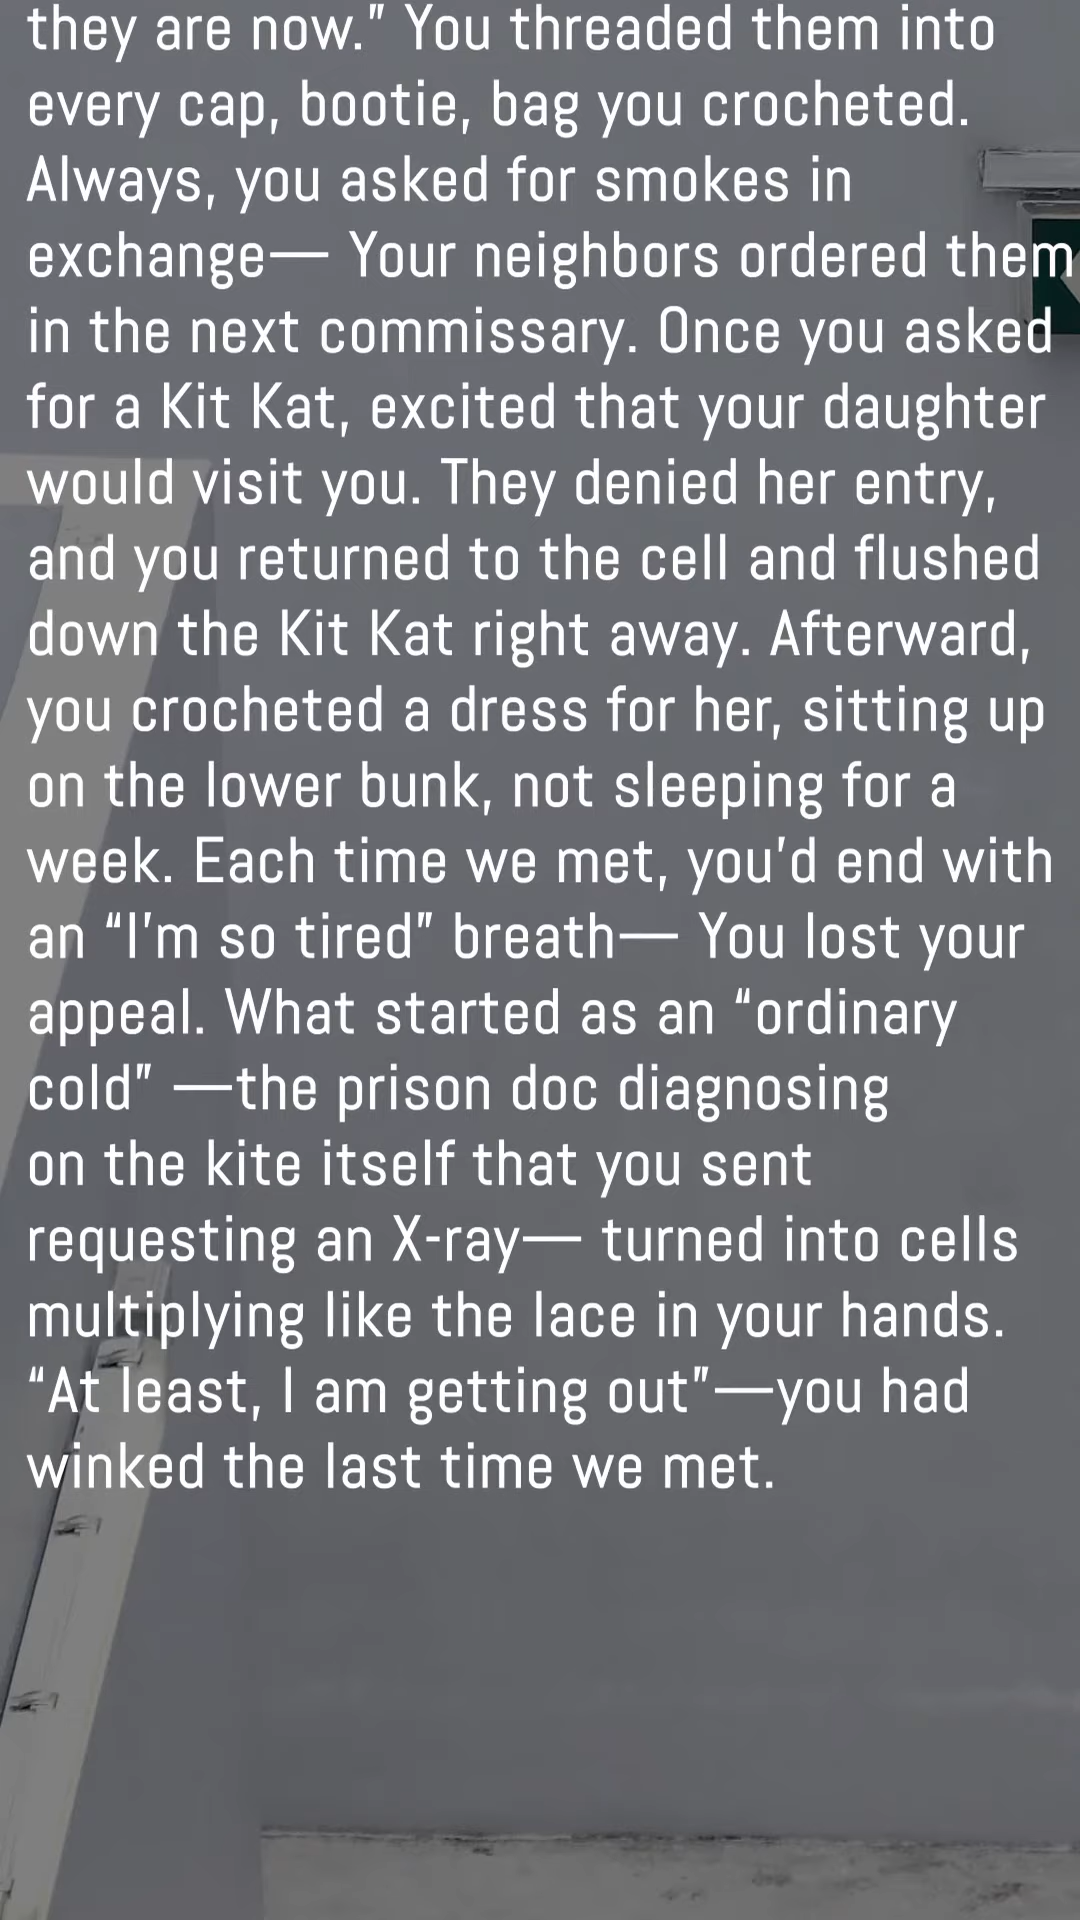 they are now.” You threaded them into
every cap, bootie, bag you crocheted.
Always, you asked for smokes in
exchange— Your neighbors ordered them
in the next commissary. Once you asked
for a Kit Kat, excited that your daughter
would visit you. They denied her entry,
and you returned to the cell and flushed
down the Kit Kat right away. Afterward,
you crocheted a dress for her, sitting up
on the lower bunk, not sleeping for a
week. Each time we met, you’d end with
an “I’m so tired” breath— You lost your
appeal. What started as an “ordinary
cold” —the prison doc diagnosing
on the kite itself that you sent
requesting an X-ray— turned into cells
multiplying like the lace in your hands.
“At least, I am getting out”—you had
winked the last time we met.